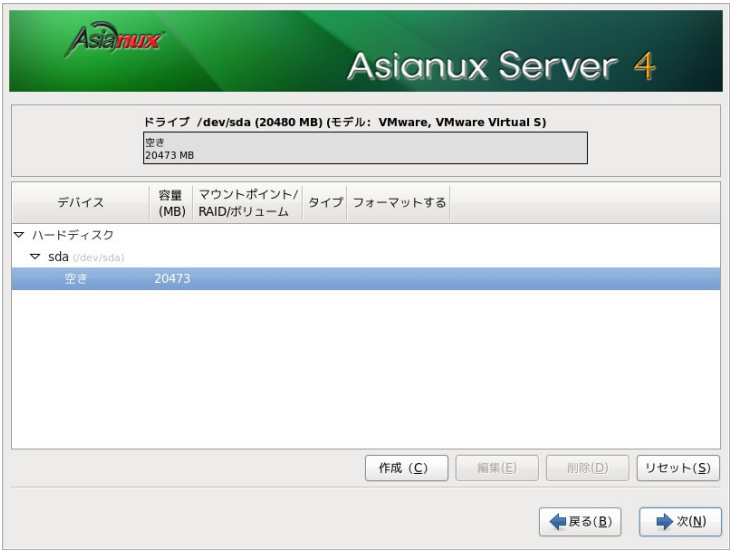 Asianux
Asianux Server 4
ドライブ /dev/sda (20480 MB) (モデル: VMware, VMware Virtual S)
空き
20473 MB
デバイス 容量 (MB) マウントポイント/ RAID/ボリューム タイプ フォーマットする
ハードディスク
sda (/dev/sda)
空き 20473
作成 (C) 編集(E) 削除(D) リセット(S)
戻る(B) 次(N)